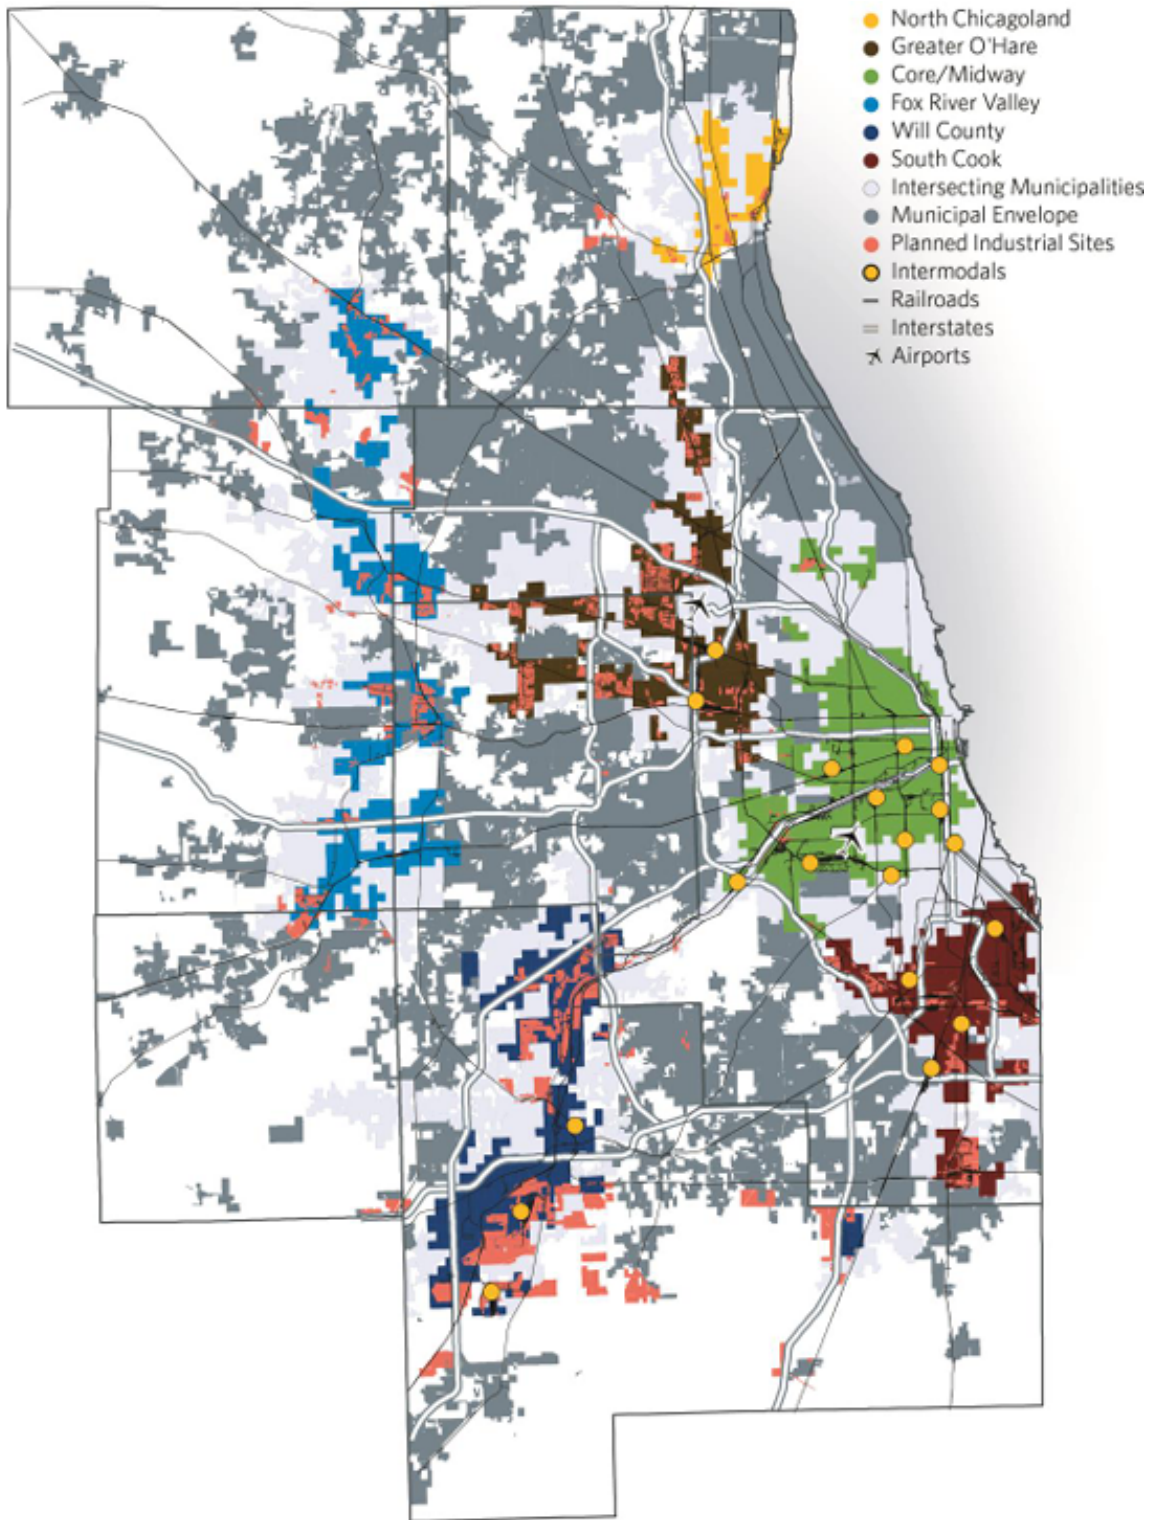 North Chicagoland
Greater O'Hare
Core/Midway
Fox River Valley
Will County
South Cook
Intersecting Municipalities
Municipal Envelope
Planned Industrial Sites
Intermodals
Railroads
Interstates
Airports